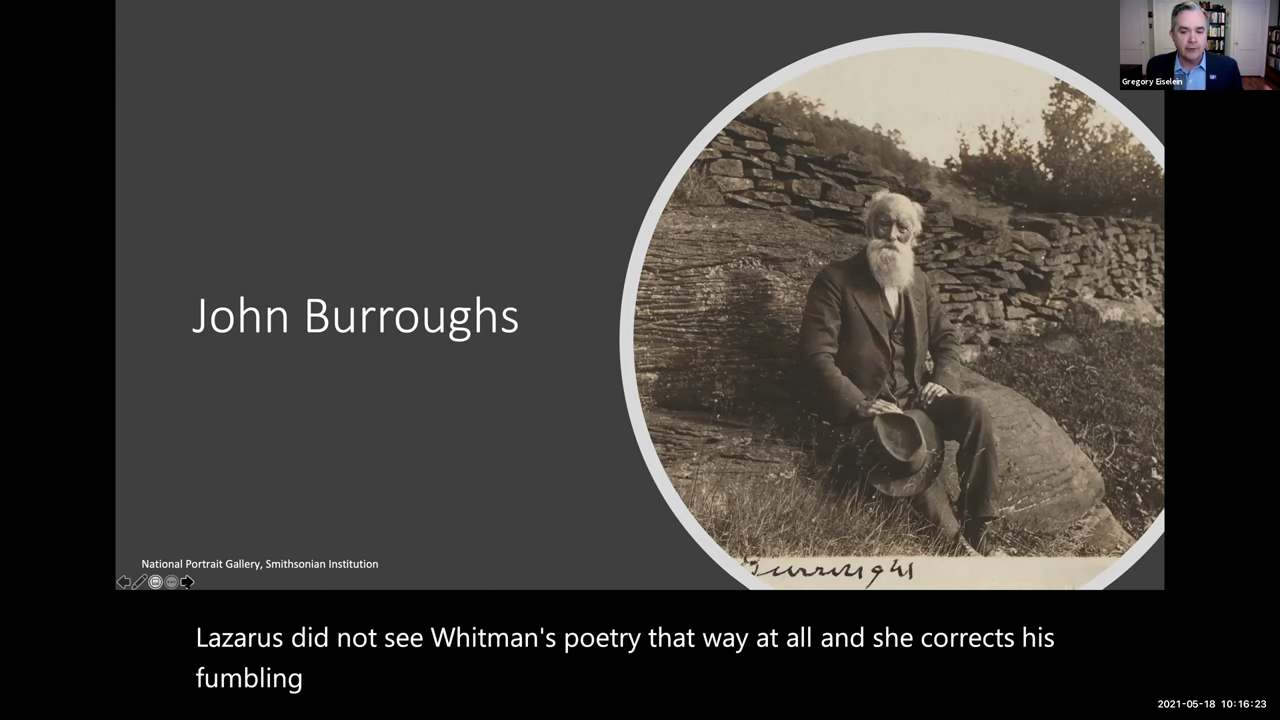 Gregory Eiselein
John Burroughs
National Portrait Gallery, Smithsonian Institution
Burroughs
Lazarus did not see Whitman's poetry that way at all and she corrects his
fumbling
2021-05-18 10:16:23